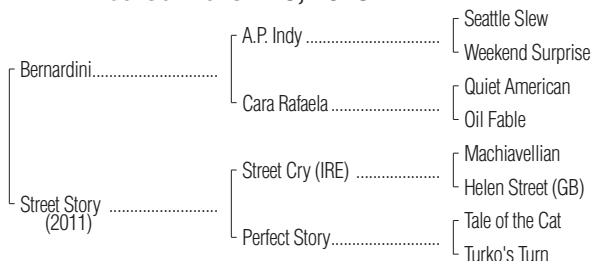 Seattle Slew
A.P. Indy
Weekend Surprise
Bernardini
Quiet American
Cara Rafaela
Oil Fable
Machiavellian
Street Cry (IRE)
Helen Street (GB)
Street Story
(2011)
Tale of the Cat
Perfect Story
Turko's Turn